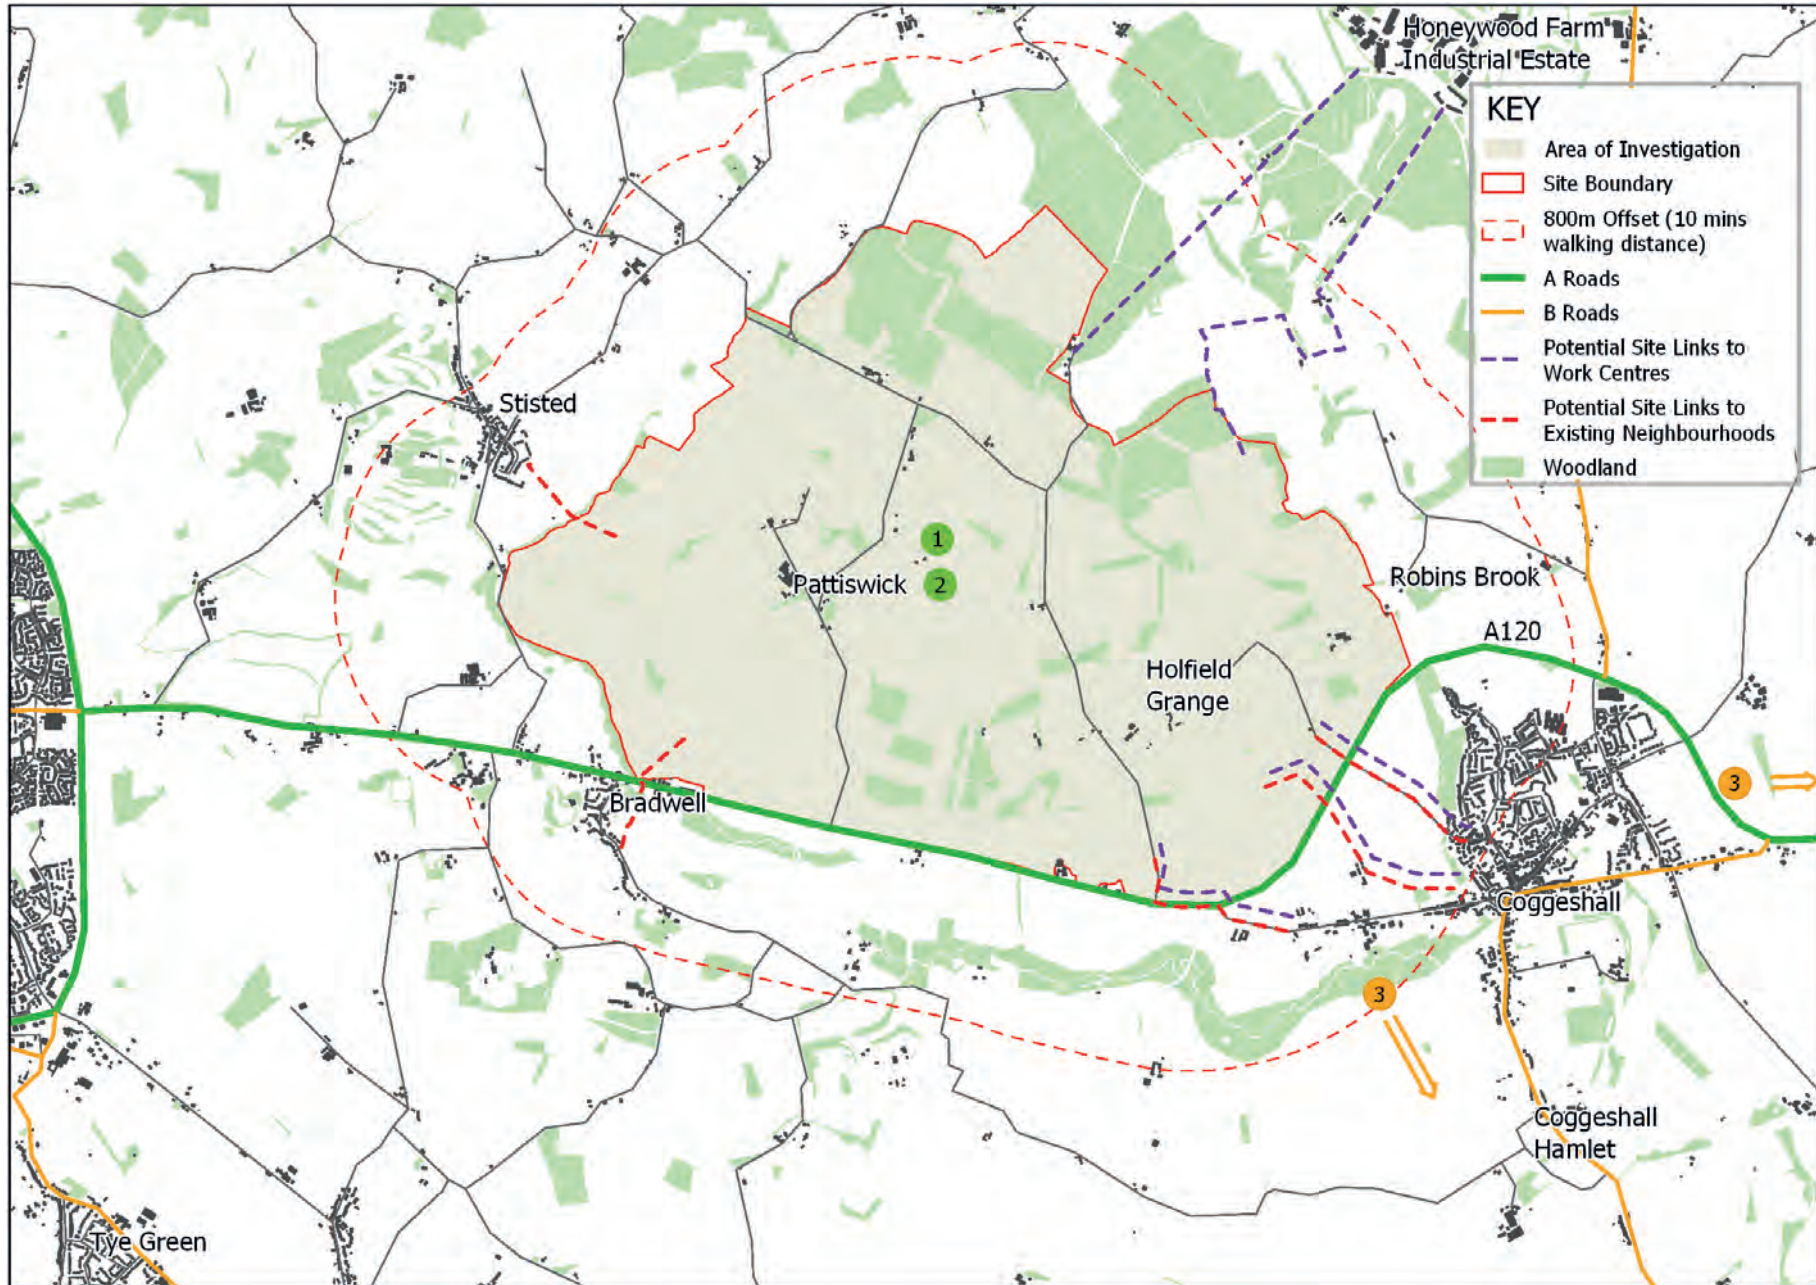 Honeywood Farm
Industrial Estate
KEY
Area of Investigation
Site Boundary
800m Offset (10 mins
walking distance)
A Roads
B Roads
Potential Site Links to
Work Centres
Potential Site Links to
Existing Neighbourhoods
Woodland
Stisted
1
Pattiswick
2
Robins Brook
A120
Holfield
Grange
3
Bradwell
Coggeshall
3
Coggeshall
Hamlet
Tye Green